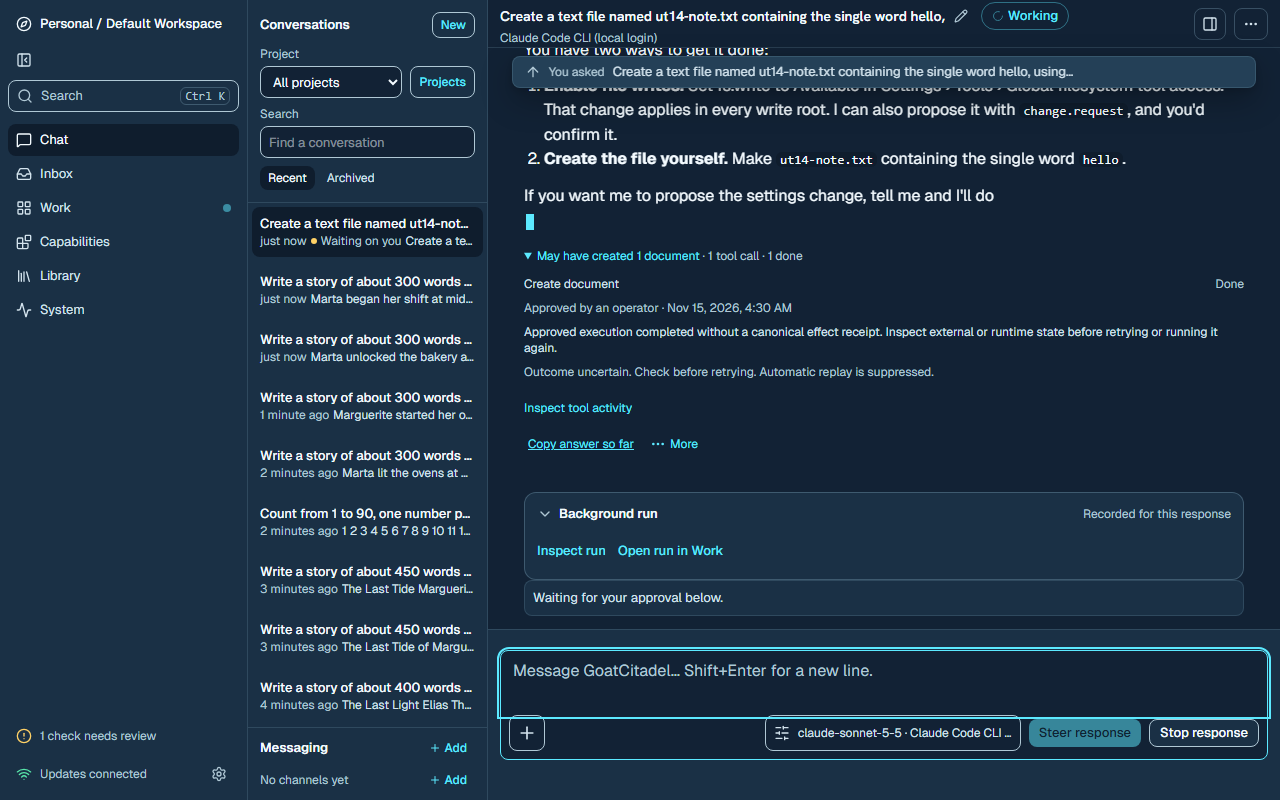 Personal / Default Workspace
Search
Ctrl K
Chat
Inbox
Work
Capabilities
Library
System
1 check needs review
Updates connected
Conversations
New
Project
All projects
Projects
Search
Find a conversation
Recent
Archived
Create a text file named ut14-not...
just now Waiting on you Create a te...
Write a story of about 300 words ...
just now Marta began her shift at mid...
Write a story of about 300 words ...
just now Marta unlocked the bakery a...
Write a story of about 300 words ...
1 minute ago Marguerite started her o...
Write a story of about 300 words ...
2 minutes ago Marta lit the ovens at ...
Count from 1 to 90, one number p...
2 minutes ago 1 2 3 4 5 6 7 8 9 10 11 1...
Write a story of about 450 words ...
3 minutes ago The Last Tide Margueri...
Write a story of about 450 words ...
3 minutes ago The Last Tide of Margu...
Write a story of about 400 words ...
4 minutes ago The Last Light Elias Th...
Messaging
+ Add
No channels yet
+ Add
Create a text file named ut14-note.txt containing the single word hello,
Working
Claude Code CLI (local login)
You have two ways to get it done:
You asked Create a text file named ut14-note.txt containing the single word hello, using...
1. Enable file writes. Set fs.write to Available in Settings › Tools › Global filesystem tool access.
That change applies in every write root. I can also propose it with change.request, and you'd
confirm it.
2. Create the file yourself. Make ut14-note.txt containing the single word hello.
If you want me to propose the settings change, tell me and I'll do
▼ May have created 1 document · 1 tool call · 1 done
Create document
Done
Approved by an operator · Nov 15, 2026, 4:30 AM
Approved execution completed without a canonical effect receipt. Inspect external or runtime state before retrying or running it
again.
Outcome uncertain. Check before retrying. Automatic replay is suppressed.
Inspect tool activity
Copy answer so far
··· More
Background run
Recorded for this response
Inspect run
Open run in Work
Waiting for your approval below.
Message GoatCitadel... Shift+Enter for a new line.
claude-sonnet-5-5 · Claude Code CLI ...
Steer response
Stop response